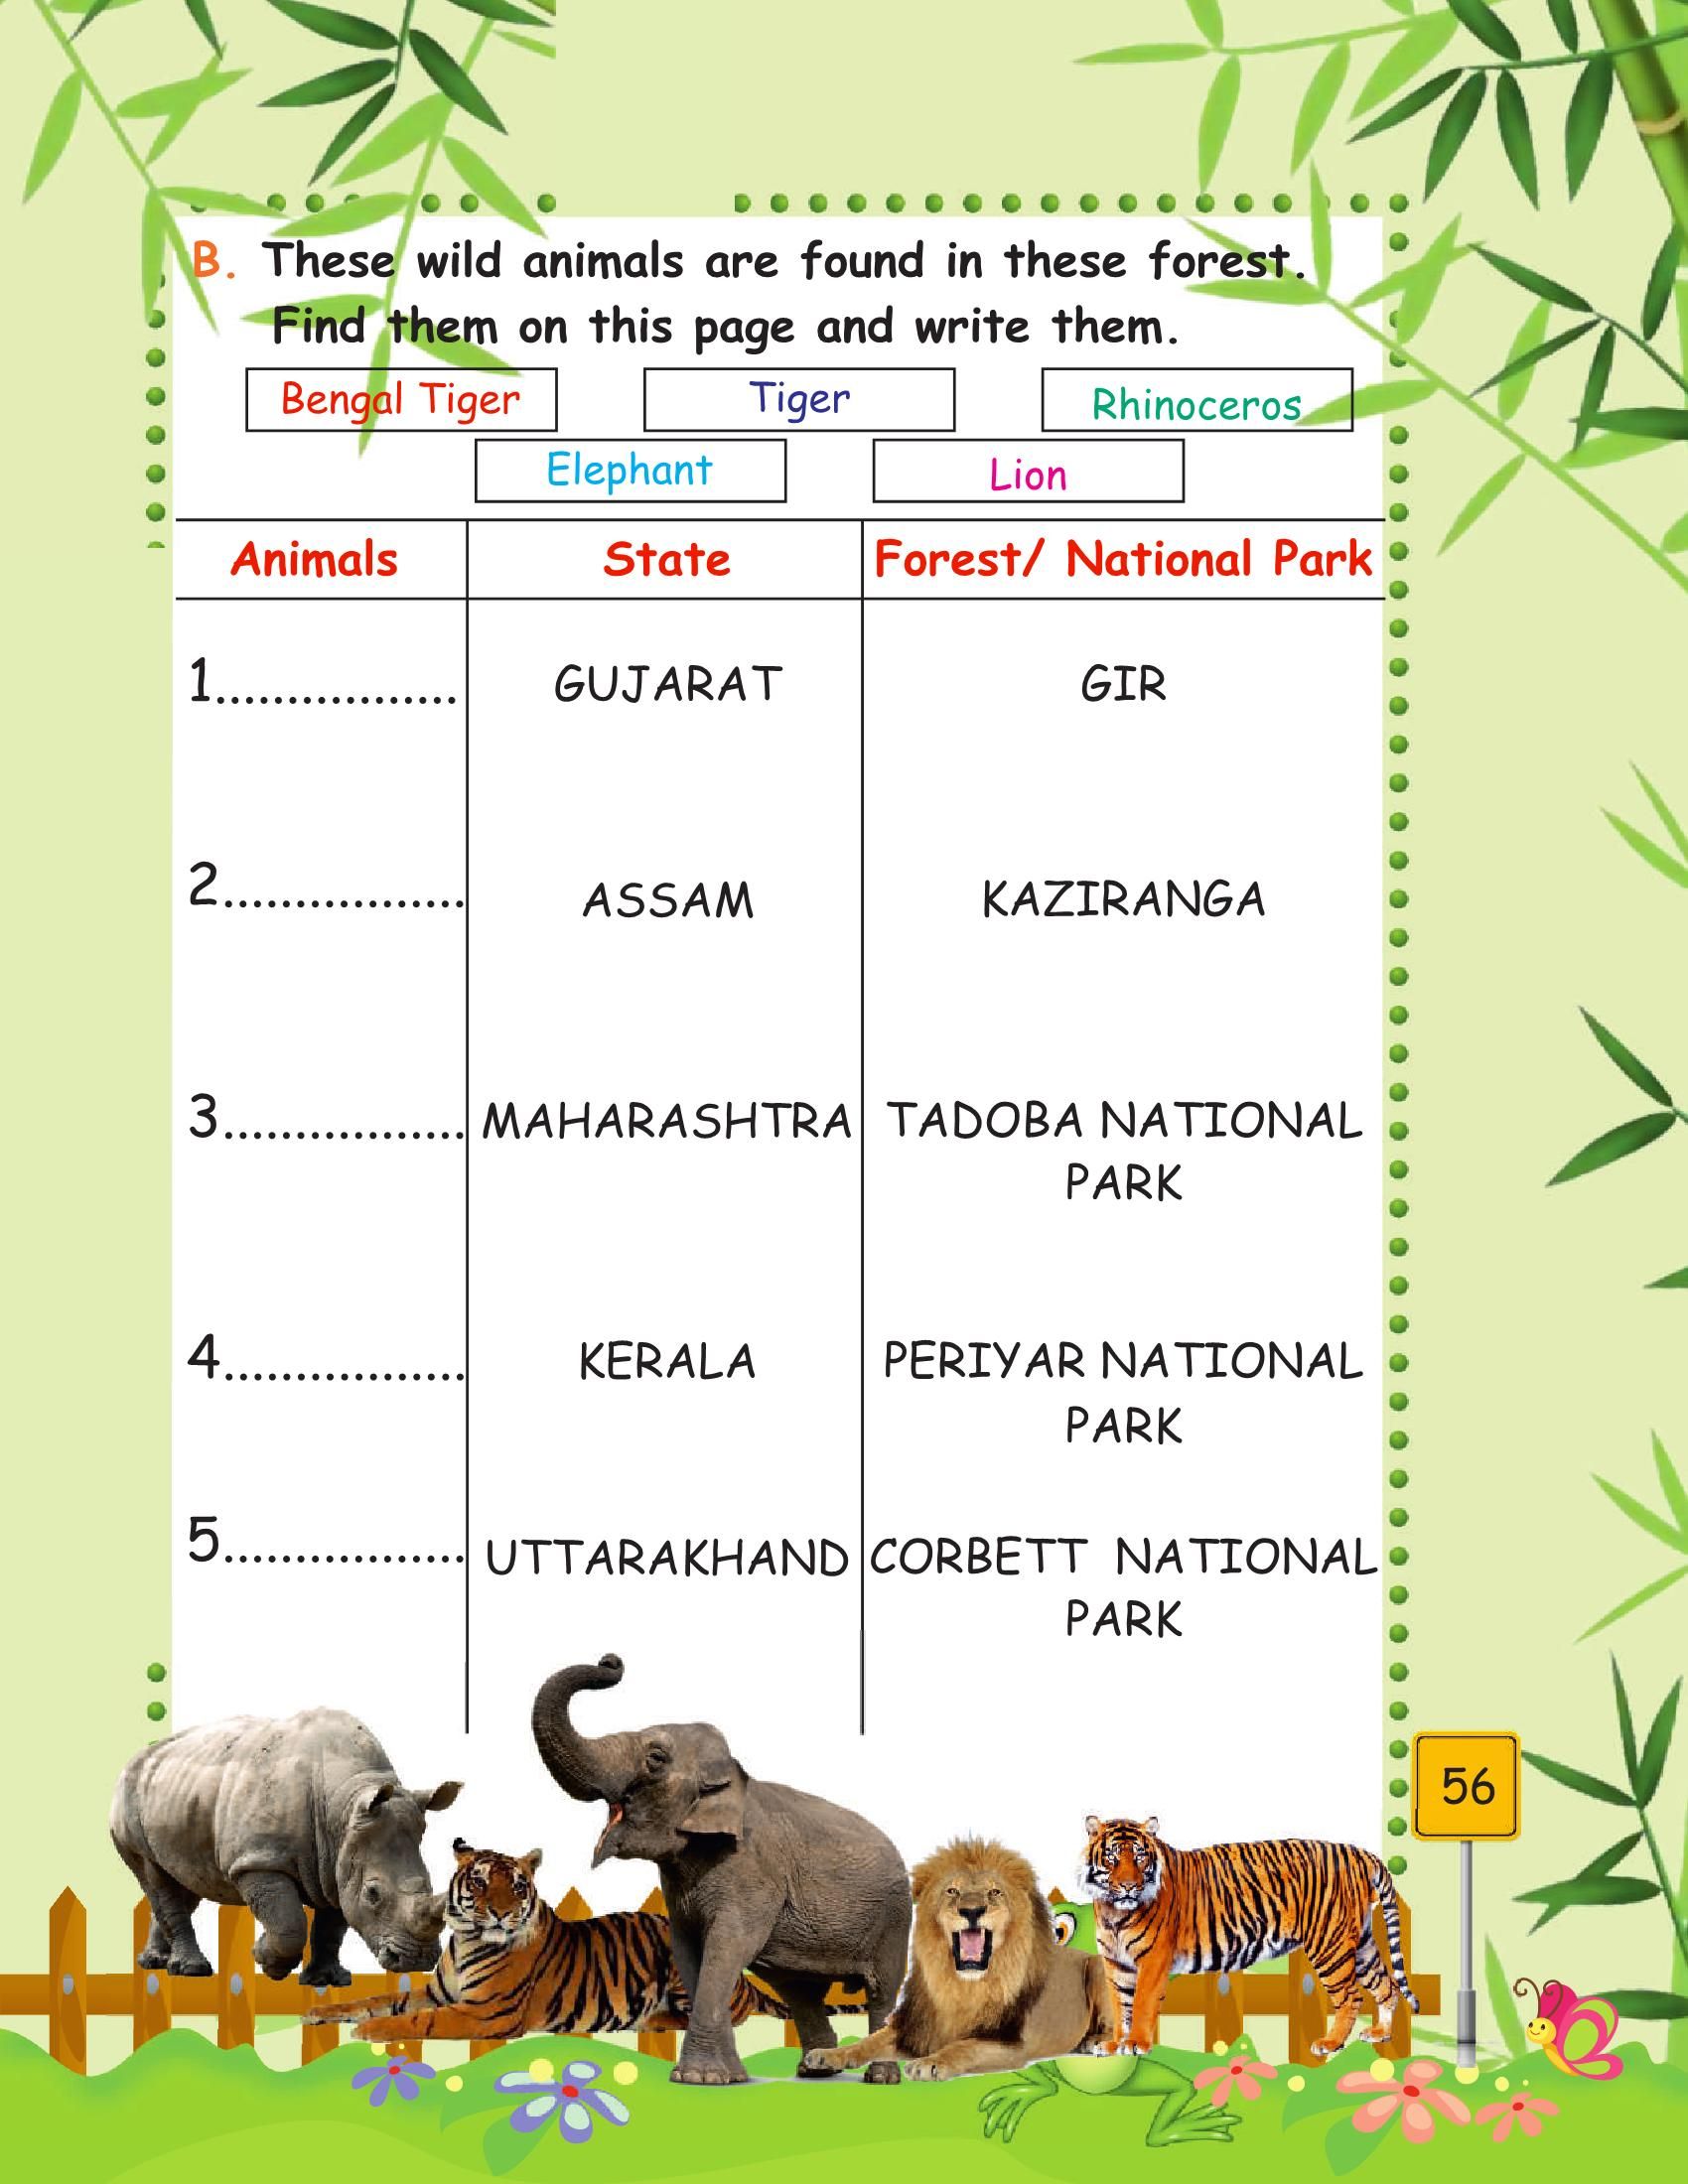 B. These wild animals are found in these forest.
Find them on this page and write them.
Bengal Tiger
Tiger
Rhinoceros
Elephant
Lion
Animals State Forest/ National Park
1................. GUJARAT GIR
2................. ASSAM KAZIRANGA
3................. MAHARASHTRA TADOBA NATIONAL
PARK
4................. KERALA PERIYAR NATIONAL
PARK
5................. UTTARAKHAND CORBETT NATIONAL
PARK
56